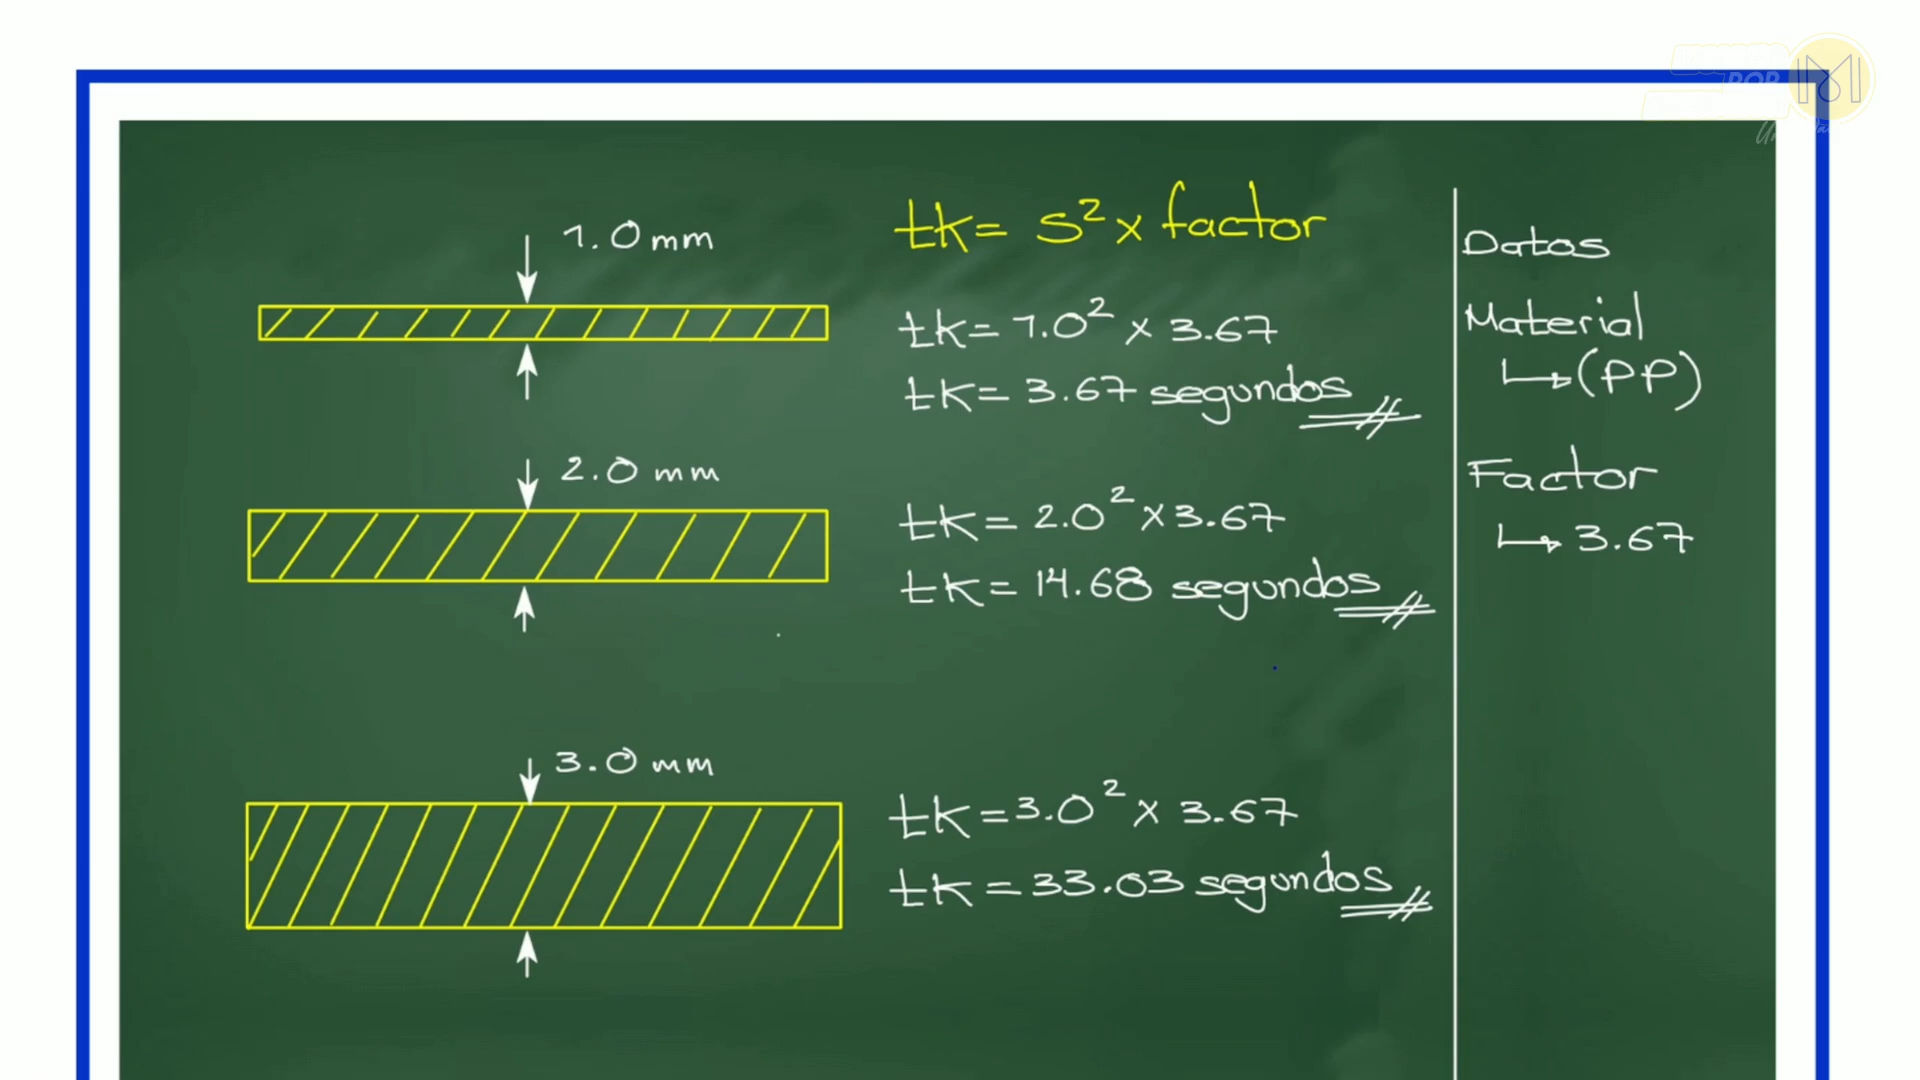 POR
1.0 mm
tk= s² x factor
tk= 1.0² x 3.67
tk= 3.67 segundos
2.0 mm
tk= 2.0² x 3.67
tk= 14.68 segundos
3.0 mm
tk= 3.0² x 3.67
tk= 33.03 segundos
Datos
Material
↳ (PP)
Factor
↳ 3.67